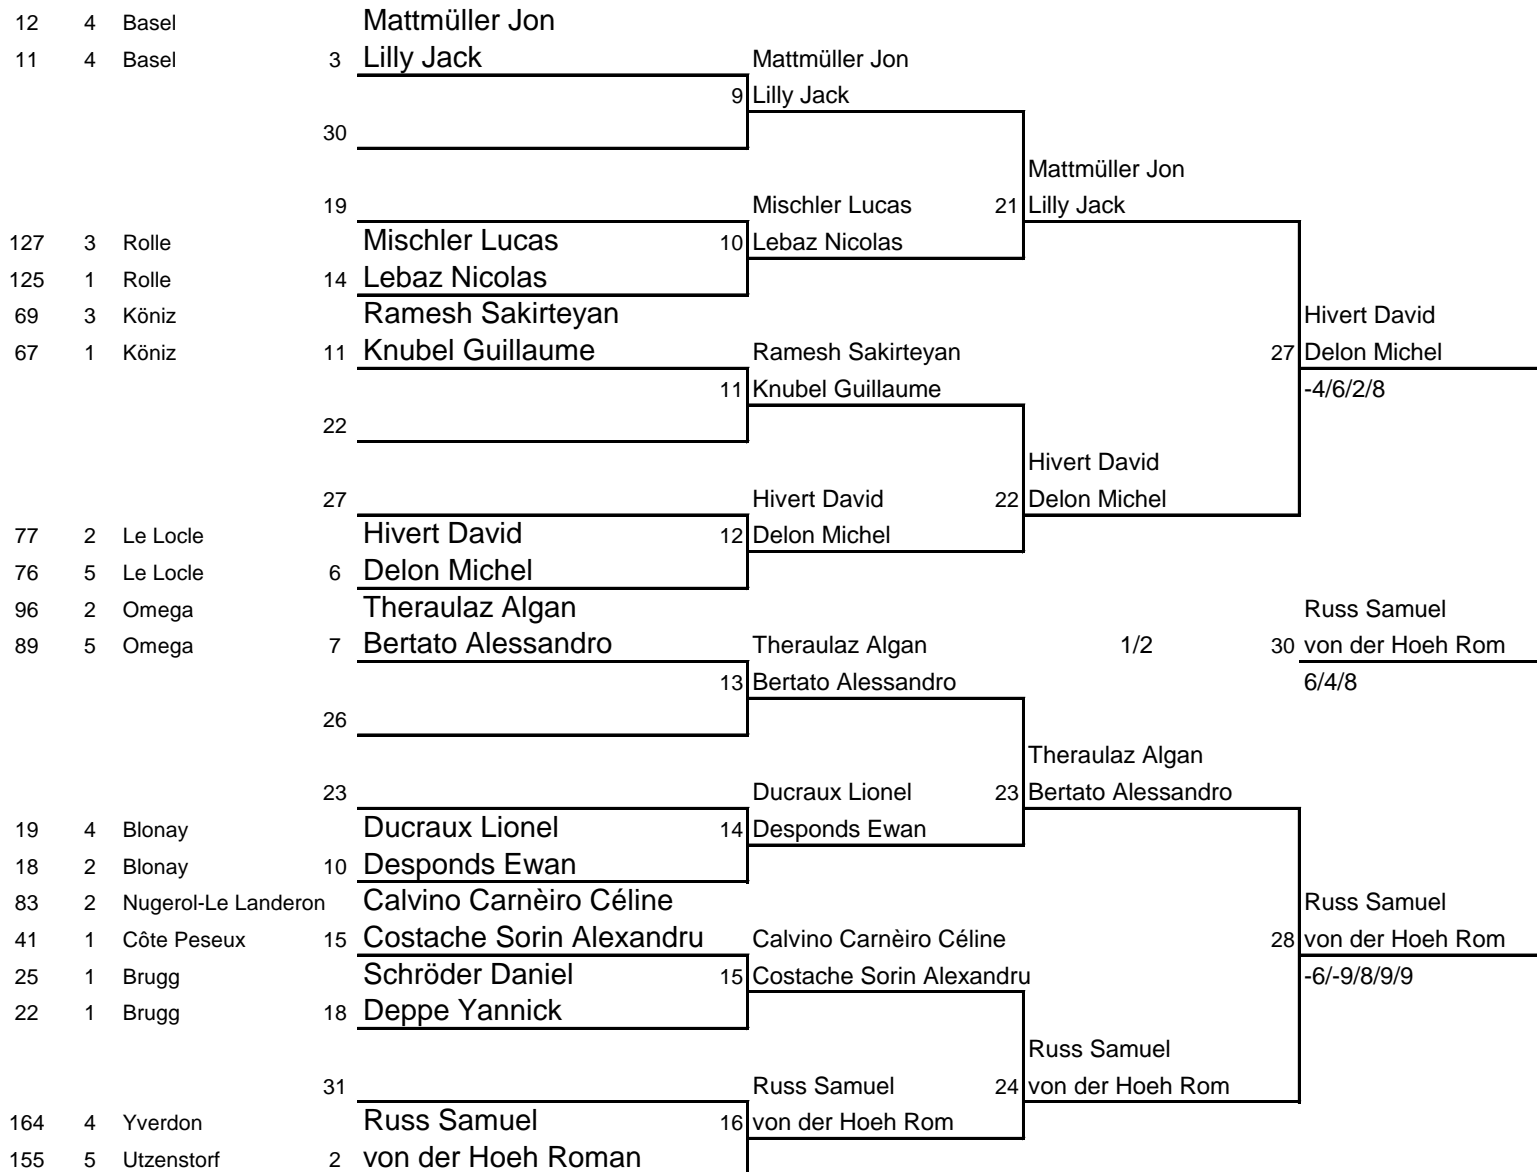 12 4 Basel Mattmüller Jon
11 4 Basel 3 Lilly Jack Mattmüller Jon
9 Lilly Jack
30
Mattmüller Jon
19 Mischler Lucas 21 Lilly Jack
127 3 Rolle Mischler Lucas 10 Lebaz Nicolas
125 1 Rolle 14 Lebaz Nicolas
69 3 Köniz Ramesh Sakirteyan Hivert David
67 1 Köniz 11 Knubel Guillaume Ramesh Sakirteyan 27 Delon Michel
11 Knubel Guillaume -4/6/2/8
22
Hivert David
27 Hivert David 22 Delon Michel
77 2 Le Locle Hivert David 12 Delon Michel
76 5 Le Locle 6 Delon Michel
96 2 Omega Theraulaz Algan Russ Samuel
89 5 Omega 7 Bertato Alessandro Theraulaz Algan 1/2 30 von der Hoeh Rom
13 Bertato Alessandro 6/4/8
26
Theraulaz Algan
23 Ducraux Lionel 23 Bertato Alessandro
19 4 Blonay Ducraux Lionel 14 Desponds Ewan
18 2 Blonay 10 Desponds Ewan
83 2 Nugerol-Le Landeron Calvino Carnèiro Céline Russ Samuel
41 1 Côte Peseux 15 Costache Sorin Alexandru Calvino Carnèiro Céline 28 von der Hoeh Rom
25 1 Brugg Schröder Daniel 15 Costache Sorin Alexandru -6/-9/8/9/9
22 1 Brugg 18 Deppe Yannick
Russ Samuel
31 Russ Samuel 24 von der Hoeh Rom
164 4 Yverdon Russ Samuel 16 von der Hoeh Rom
155 5 Utzenstorf 2 von der Hoeh Roman